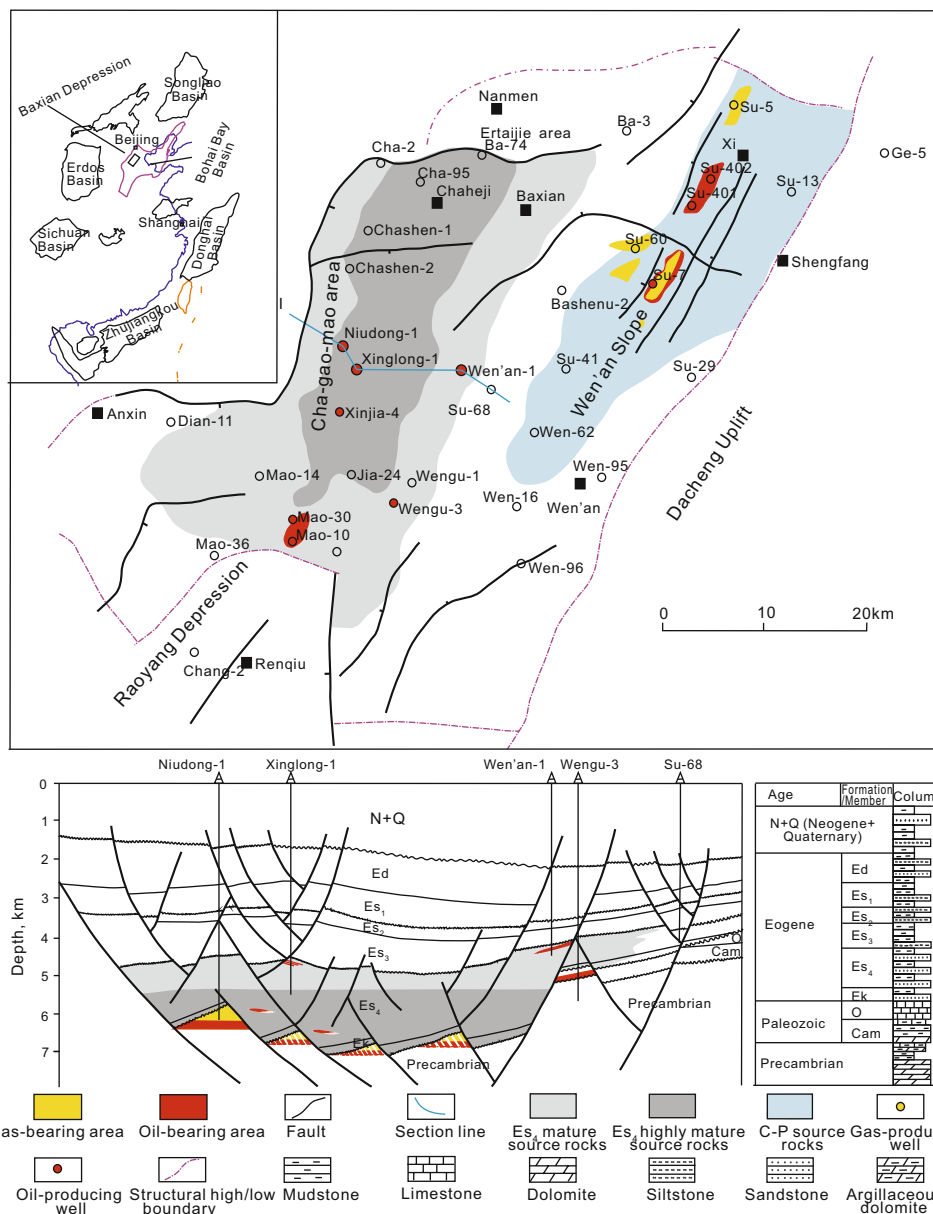 Songliao
Basin
Baxian Depression
Beijing
Bohai Bay
Basin
Erdos
Basin
Shanghai
Sichuan
Basin
Donghai
Basin
Zhujiangkou
Basin
Nanmen
Ertaijie area
Ba-74
Cha-2
Cha-95
Chaheji
Baxian
Chashen-1
Chashen-2
Cha-gao-mao area
I
Niudong-1
Xinglong-1
Wen'an-1
Xinjia-4
Su-68
Anxin
Dian-11
Mao-14
Jia-24
Wengu-1
Wengu-3
Mao-30
Mao-10
Mao-36
Raoyang Depression
Chang-2
Renqiu
Ba-3
Su-5
Xi
Su-402
Su-401
Su-13
Ge-5
Su-60
Su-7
Shengfang
Bashenu-2
Wen'an Slope
Su-41
Su-29
Wen-62
Wen-95
Wen-16
Wen'an
Wen-96
Dacheng Uplift
0
10
20km
Niudong-1
Xinglong-1
Wen'an-1
Wengu-3
Su-68
Depth, km
0
1
2
3
4
5
6
7
N+Q
Ed
Es1
Es2
Es3
Es4
Ek
O
Cam
Precambrian
Precambrian
Age
Formation
/Member
Colum
N+Q (Neogene+
Quaternary)
Eogene
Ed
Es1
Es2
Es3
Es4
Ek
Paleozoic
O
Cam
Precambrian
as-bearing area
Oil-bearing area
Fault
Section line
Es4 mature
source rocks
Es4 highly mature
source rocks
C-P source
rocks
Gas-produ
well
Oil-producing
well
Structural high/low
boundary
Mudstone
Limestone
Dolomite
Siltstone
Sandstone
Argillaceous
dolomite